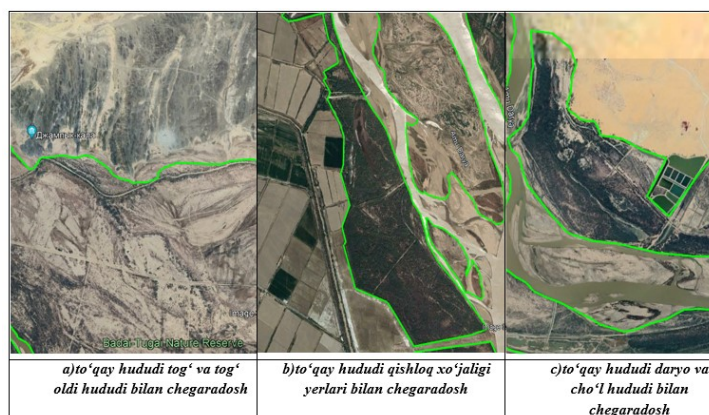 Badai-Tugai Nature Reserve
a)to‘qay hududi tog‘ va tog‘
oldi hududi bilan chegaradosh
b)to‘qay hududi qishloq xo‘jaligi
yerlari bilan chegaradosh
c)to‘qay hududi daryo va
cho‘l hududi bilan
chegaradosh